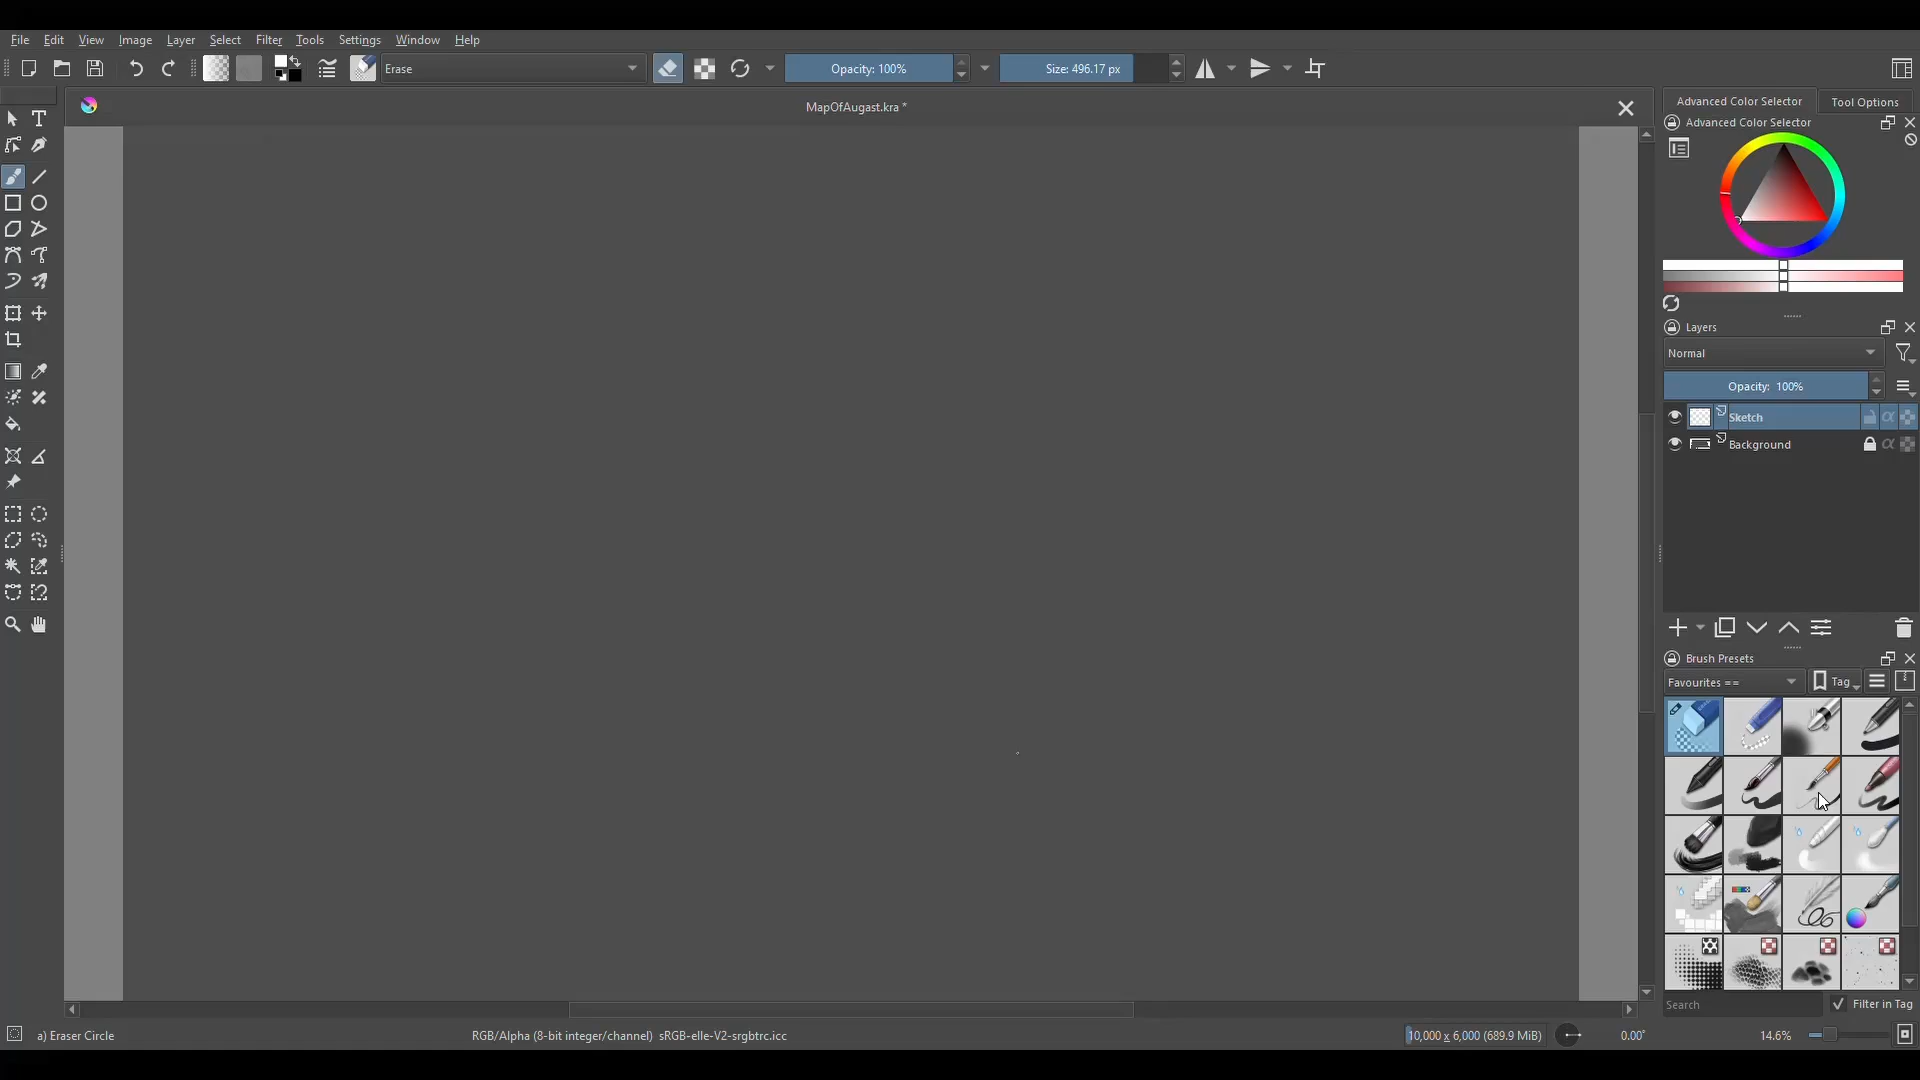 File Edit View Image Layer Select Filter Tools Settings Window Help
Erase Opacity: 100% Size: 496.17 px
MapOfAugast.kra *
Advanced Color Selector Tool Options
Advanced Color Selector
Layers
Normal
Opacity: 100%
Sketch
Background
Brush Presets
Favourites == Tag
Search Filter in Tag
a) Eraser Circle RGB/Alpha (8-bit integer/channel) sRGB-elle-V2-srgbtrc.icc 10,000 x 6,000 (689.9 MiB) 0.00° 14.6%